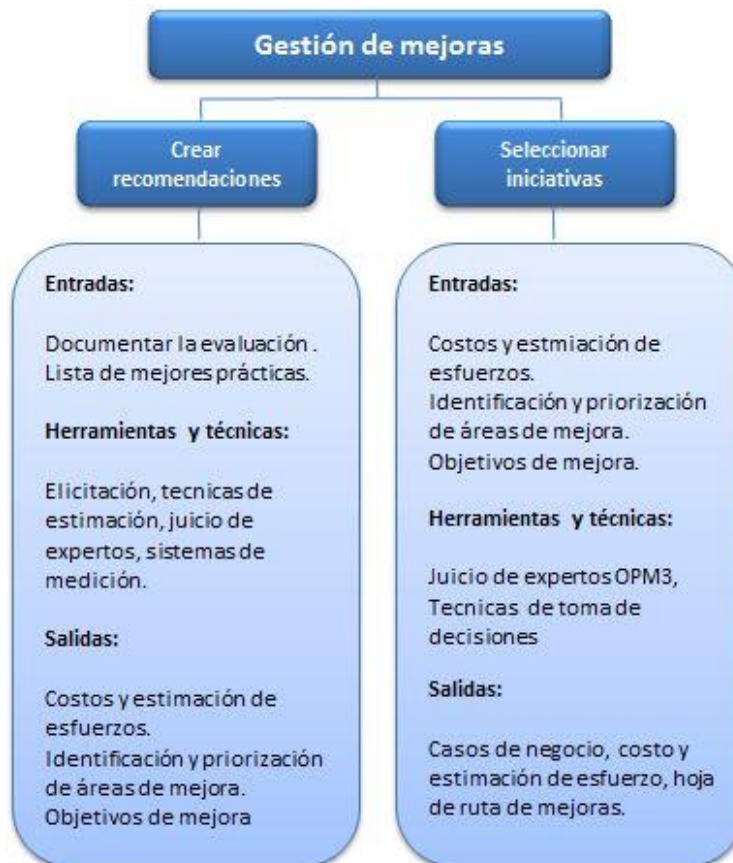 Gestión de mejoras
Crear
recomendaciones
Seleccionar
iniciativas
Entradas:
Documentar la evaluación .
Lista de mejores prácticas.
Herramientas y técnicas:
Elicitación, tecnicas de
estimación, juicio de
expertos, sistemas de
medición.
Salidas:
Costos y estimación de
esfuerzos.
Identificación y priorización
de áreas de mejora.
Objetivos de mejora
Entradas:
Costos y estmiación de
esfuerzos.
Identificación y priorización
de áreas de mejora.
Objetivos de mejora.
Herramientas y técnicas:
Juicio de expertos OPM3,
Tecnicas de toma de
decisiones
Salidas:
Casos de negocio, costo y
estimación de esfuerzo, hoja
de ruta de mejoras.